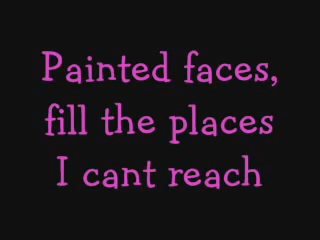 Painted faces,
fill the places
I cant reach